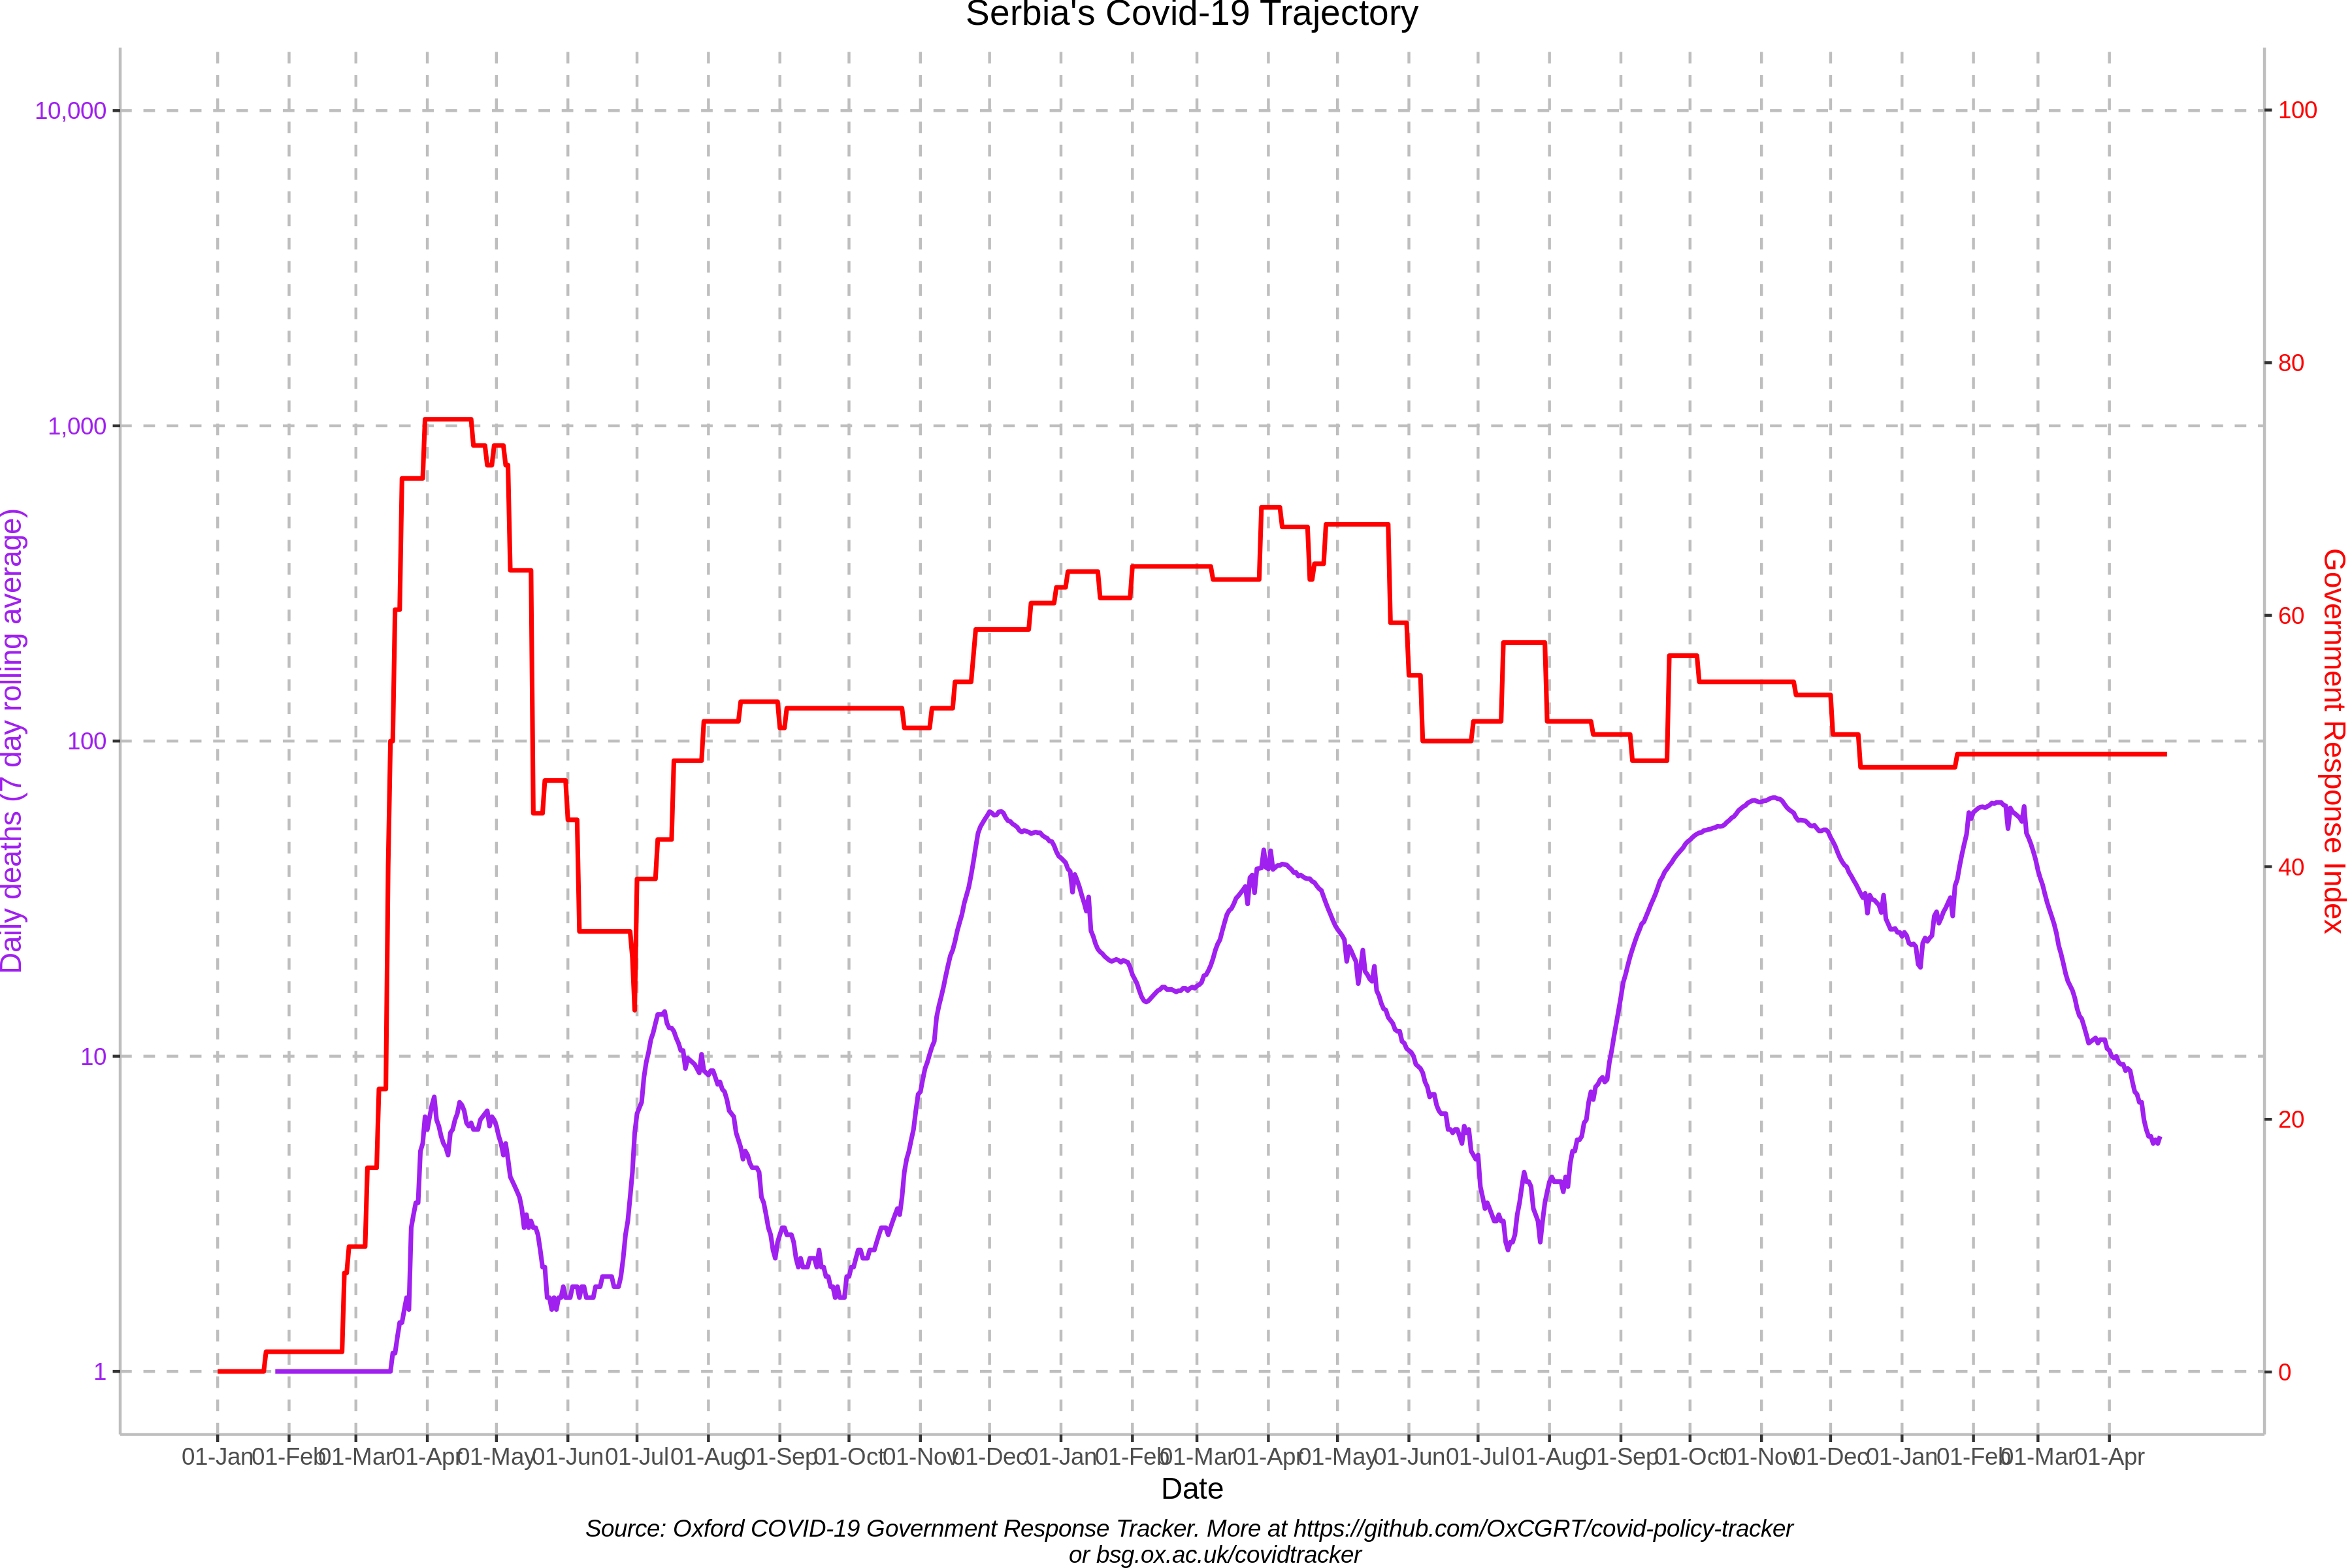 Serbia's Covid-19 Trajectory
10,000
1,000
100
10
1
Daily deaths (7 day rolling average)
100
80
60
40
20
0
Government Response Index
01-Jan 01-Feb 01-Mar 01-Apr 01-May 01-Jun 01-Jul 01-Aug 01-Sep 01-Oct 01-Nov 01-Dec 01-Jan 01-Feb 01-Mar 01-Apr 01-May 01-Jun 01-Jul 01-Aug 01-Sep 01-Oct 01-Nov 01-Dec 01-Jan 01-Feb 01-Mar 01-Apr
Date
Source: Oxford COVID-19 Government Response Tracker. More at https://github.com/OxCGRT/covid-policy-tracker
or bsg.ox.ac.uk/covidtracker